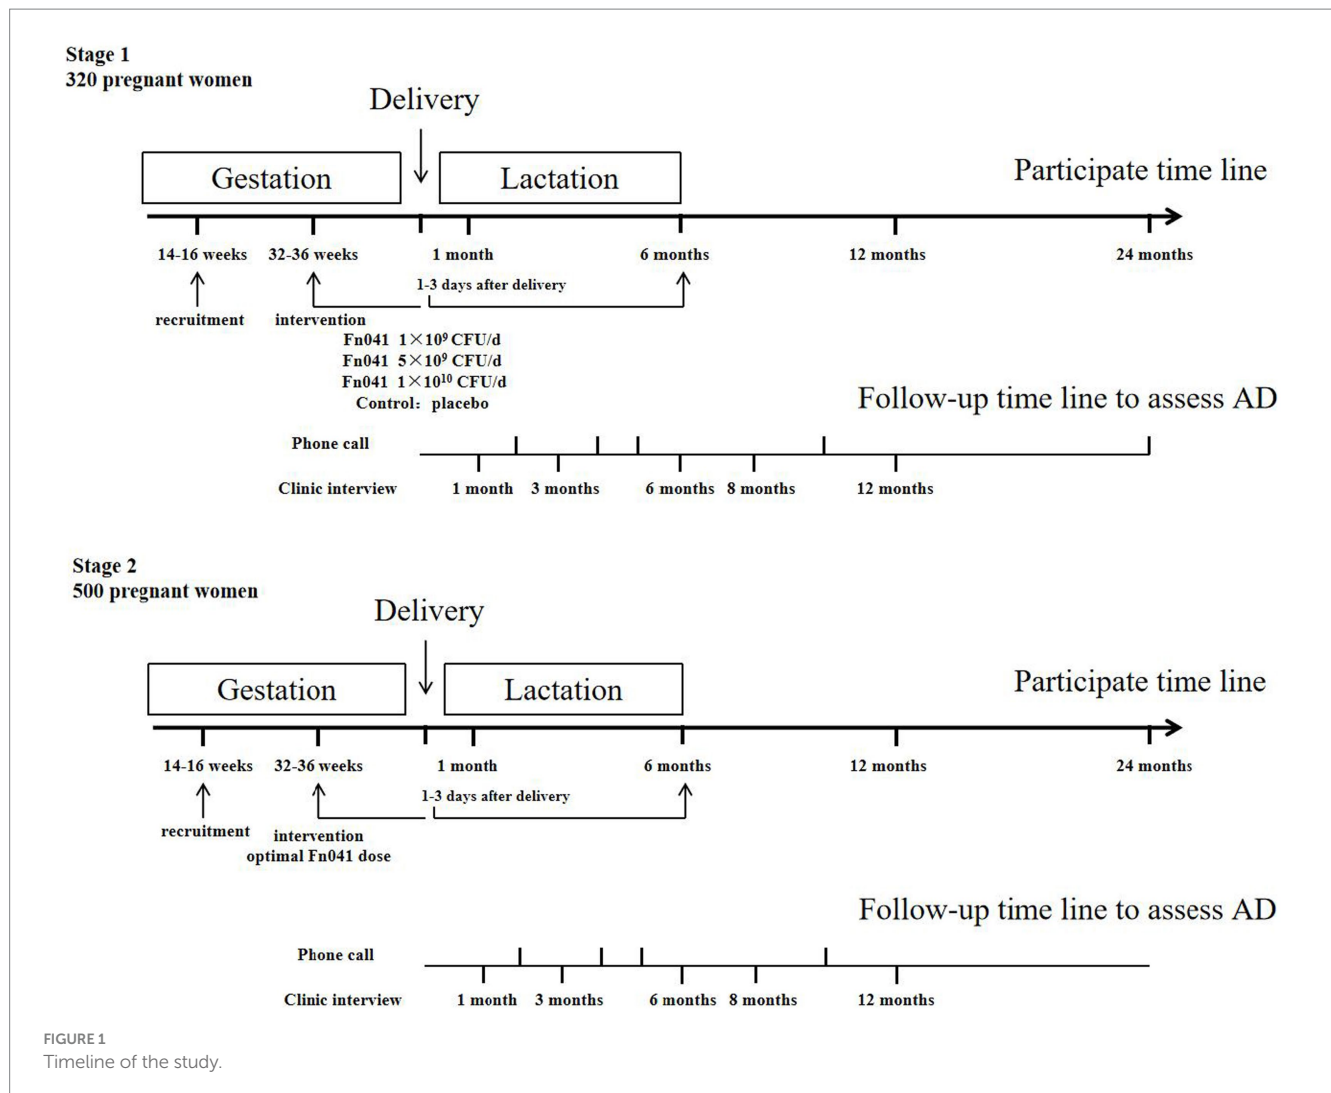 Stage 1
320 pregnant women
Delivery
Gestation
Lactation
Participate time line
14-16 weeks
32-36 weeks
1 month
6 months
12 months
24 months
1-3 days after delivery
recruitment
intervention
Fn041 1×10⁹ CFU/d
Fn041 5×10⁹ CFU/d
Fn041 1×10¹⁰ CFU/d
Control: placebo
Follow-up time line to assess AD
Phone call
Clinic interview
1 month
3 months
6 months
8 months
12 months
Stage 2
500 pregnant women
Delivery
Gestation
Lactation
Participate time line
14-16 weeks
32-36 weeks
1 month
6 months
12 months
24 months
1-3 days after delivery
recruitment
intervention
optimal Fn041 dose
Follow-up time line to assess AD
Phone call
Clinic interview
1 month
3 months
6 months
8 months
12 months
FIGURE 1
Timeline of the study.